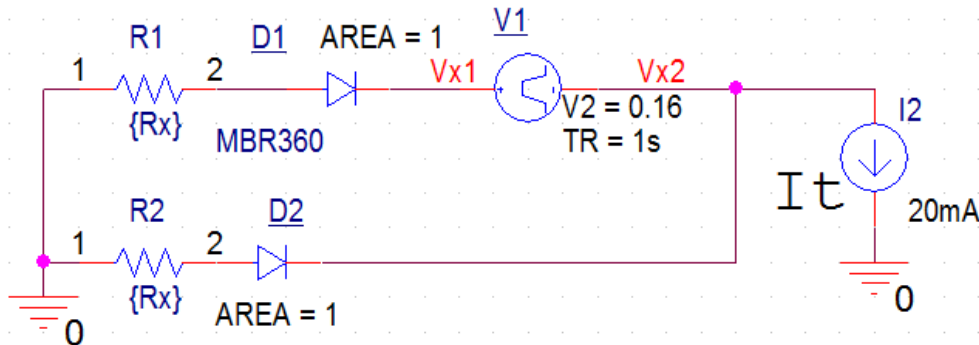 R1 D1 AREA = 1 V1
1 2 Vx1 Vx2
{Rx} V2 = 0.16 I2
MBR360 TR = 1s
It 20mA
R2 D2
1 2
{Rx}
AREA = 1
0 0